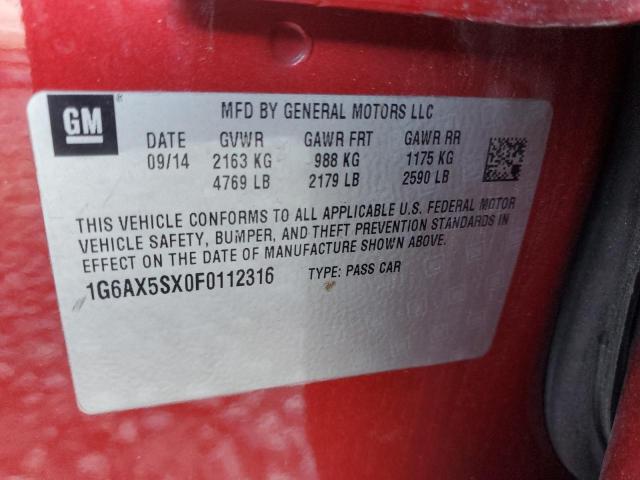 GM ®
MFD BY GENERAL MOTORS LLC
DATE GVWR GAWR FRT GAWR RR
09/14 2163 KG 988 KG 1175 KG
4769 LB 2179 LB 2590 LB
THIS VEHICLE CONFORMS TO ALL APPLICABLE U.S. FEDERAL MOTOR
VEHICLE SAFETY, BUMPER, AND THEFT PREVENTION STANDARDS IN
EFFECT ON THE DATE OF MANUFACTURE SHOWN ABOVE.
1G6AX5SX0F0112316 TYPE: PASS CAR